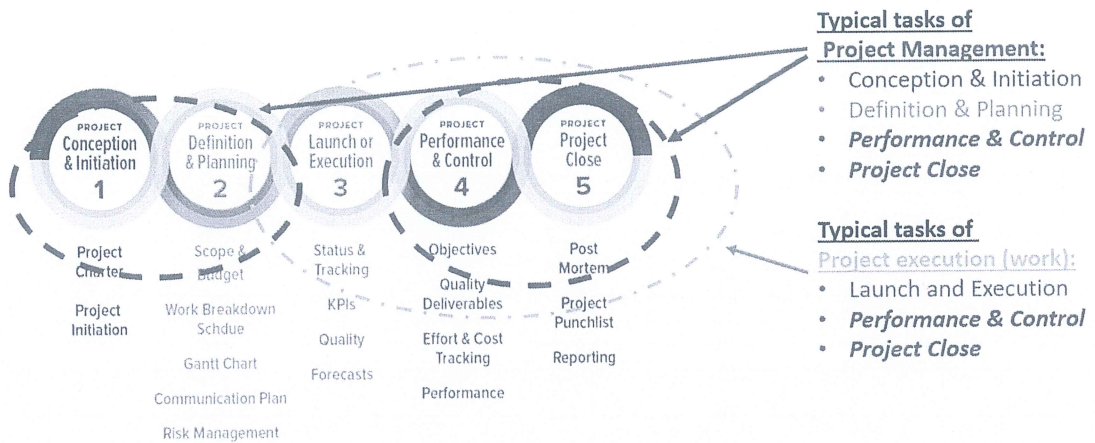 PROJECT
Conception
& Initiation
1
Project
Charter
Project
Initiation
PROJECT
Definition
& Planning
2
Scope &
Budget
Work Breakdown
Schdue
Gantt Chart
Communication Plan
Risk Management
PROJECT
Launch or
Execution
3
Status &
Tracking
KPIs
Quality
Forecasts
PROJECT
Performance
& Control
4
Objectives
Quality
Deliverables
Effort & Cost
Tracking
Performance
PROJECT
Project
Close
5
Post
Mortem
Project
Punchlist
Reporting
Typical tasks of
Project Management:
• Conception & Initiation
• Definition & Planning
• Performance & Control
• Project Close
Typical tasks of
Project execution (work):
• Launch and Execution
• Performance & Control
• Project Close